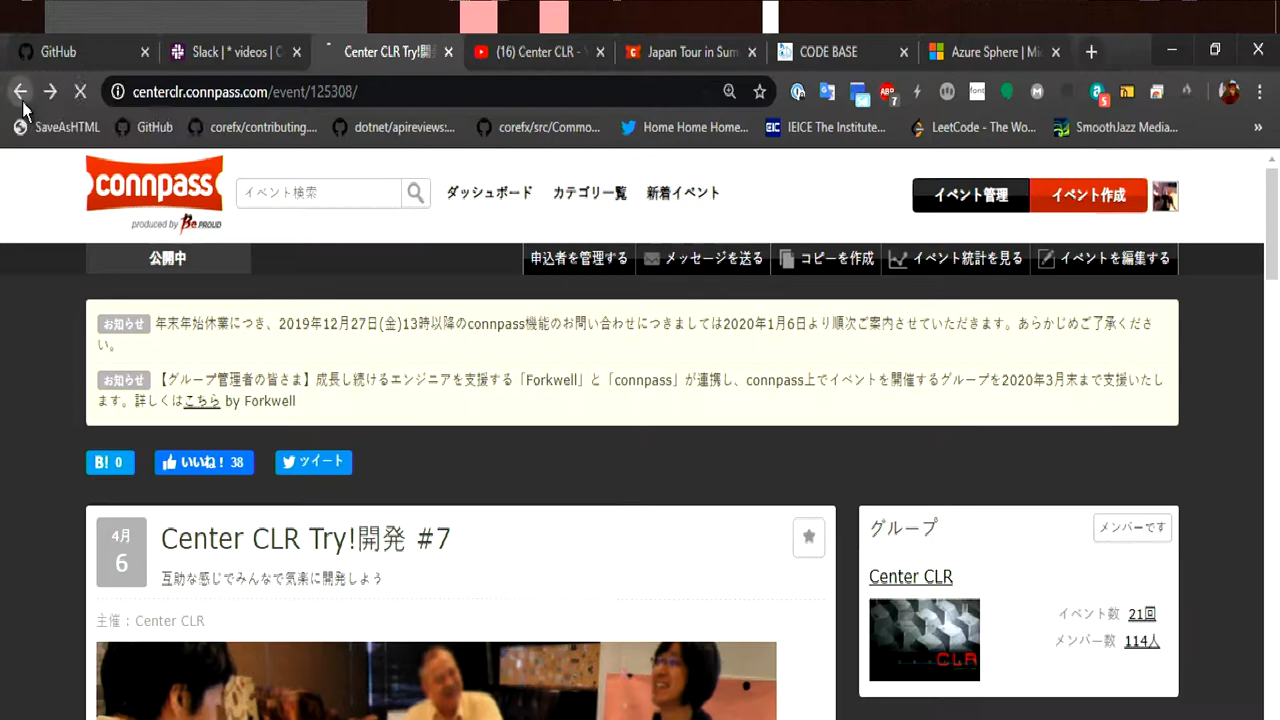 GitHub
Slack | * videos | C
Center CLR Try!開
(16) Center CLR -
Japan Tour in Sum
CODE BASE
Azure Sphere | Mi
centerclr.connpass.com/event/125308/
SaveAsHTML
GitHub
corefx/contributing....
dotnet/apireviews:...
corefx/src/Commo...
Home Home Home...
IEICE The Institute...
LeetCode - The Wo...
SmoothJazz Media...
connpass
produced by Be PROUD
イベント検索
ダッシュボード
カテゴリ一覧
新着イベント
イベント管理
イベント作成
公開中
申込者を管理する
メッセージを送る
コピーを作成
イベント統計を見る
イベントを編集する
お知らせ 年末年始休業につき、2019年12月27日(金)13時以降のconnpass機能のお問い合わせにつきましては2020年1月6日より順次ご案内させていただきます。あらかじめご了承くださ
い。
お知らせ 【グループ管理者の皆さま】成長し続けるエンジニアを支援する「Forkwell」と「connpass」が連携し、connpass上でイベントを開催するグループを2020年3月末まで支援いたし
ます。詳しくはこちら by Forkwell
B! 0
いいね！ 38
ツイート
4月
6
Center CLR Try!開発 #7
互助な感じでみんなで気楽に開発しよう
主催：Center CLR
グループ
メンバーです
Center CLR
CENTER CLR
イベント数 21回
メンバー数 114人